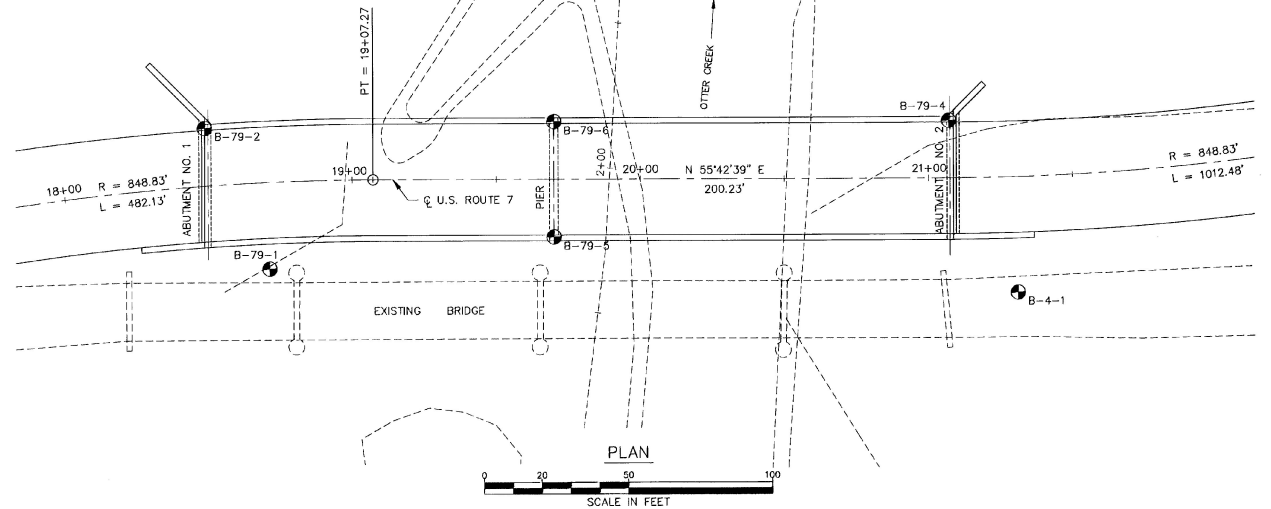 PT = 19+07.27
OTTER CREEK
B-79-2
B-79-6
B-79-4
ABUTMENT NO. 1
18+00
R = 848.83'
L = 482.13'
19+00
℄ U.S. ROUTE 7
PIER
2+00
20+00
N 55°42'39" E
200.23'
21+00
ABUTMENT NO. 2
R = 848.83'
L = 1012.48'
B-79-1
B-79-5
B-4-1
EXISTING BRIDGE
PLAN
0 20 50 100
SCALE IN FEET